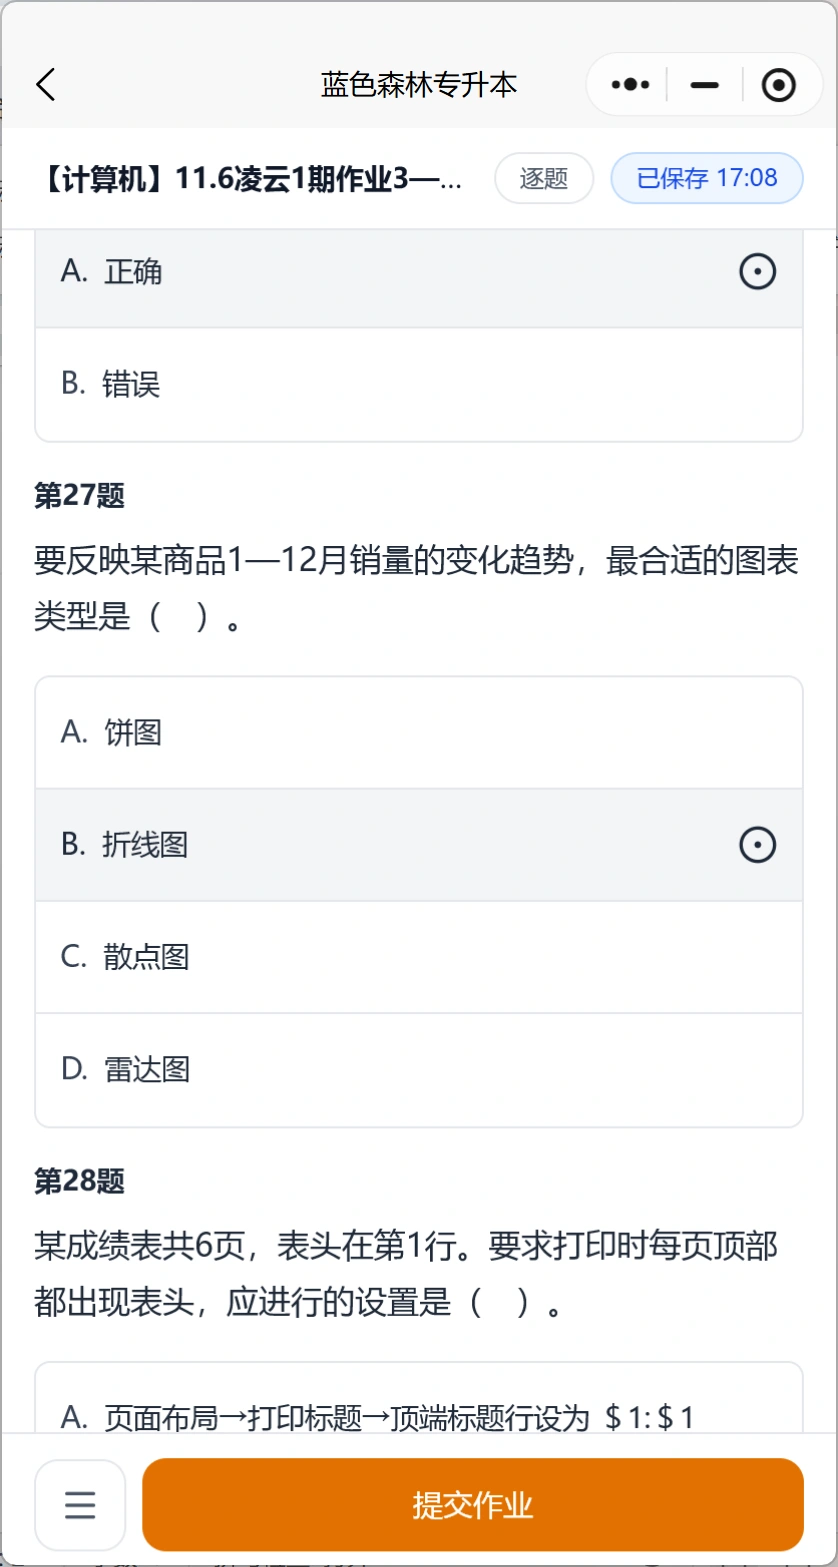 蓝色森林专升本
【计算机】11.6凌云1期作业3—...
逐题
已保存 17:08
A. 正确
B. 错误
第27题
要反映某商品1—12月销量的变化趋势，最合适的图表
类型是（　）。
A. 饼图
B. 折线图
C. 散点图
D. 雷达图
第28题
某成绩表共6页，表头在第1行。要求打印时每页顶部
都出现表头，应进行的设置是（　）。
A. 页面布局→打印标题→顶端标题行设为 $1:$1
提交作业